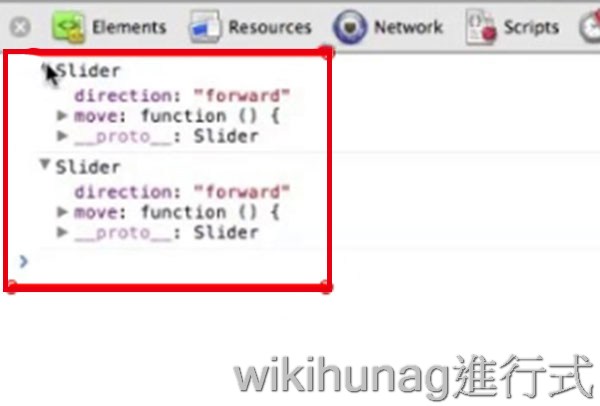 Elements Resources Network Scripts
Slider
direction: "forward"
move: function () {
__proto__: Slider
Slider
direction: "forward"
move: function () {
__proto__: Slider
wikihunag進行式